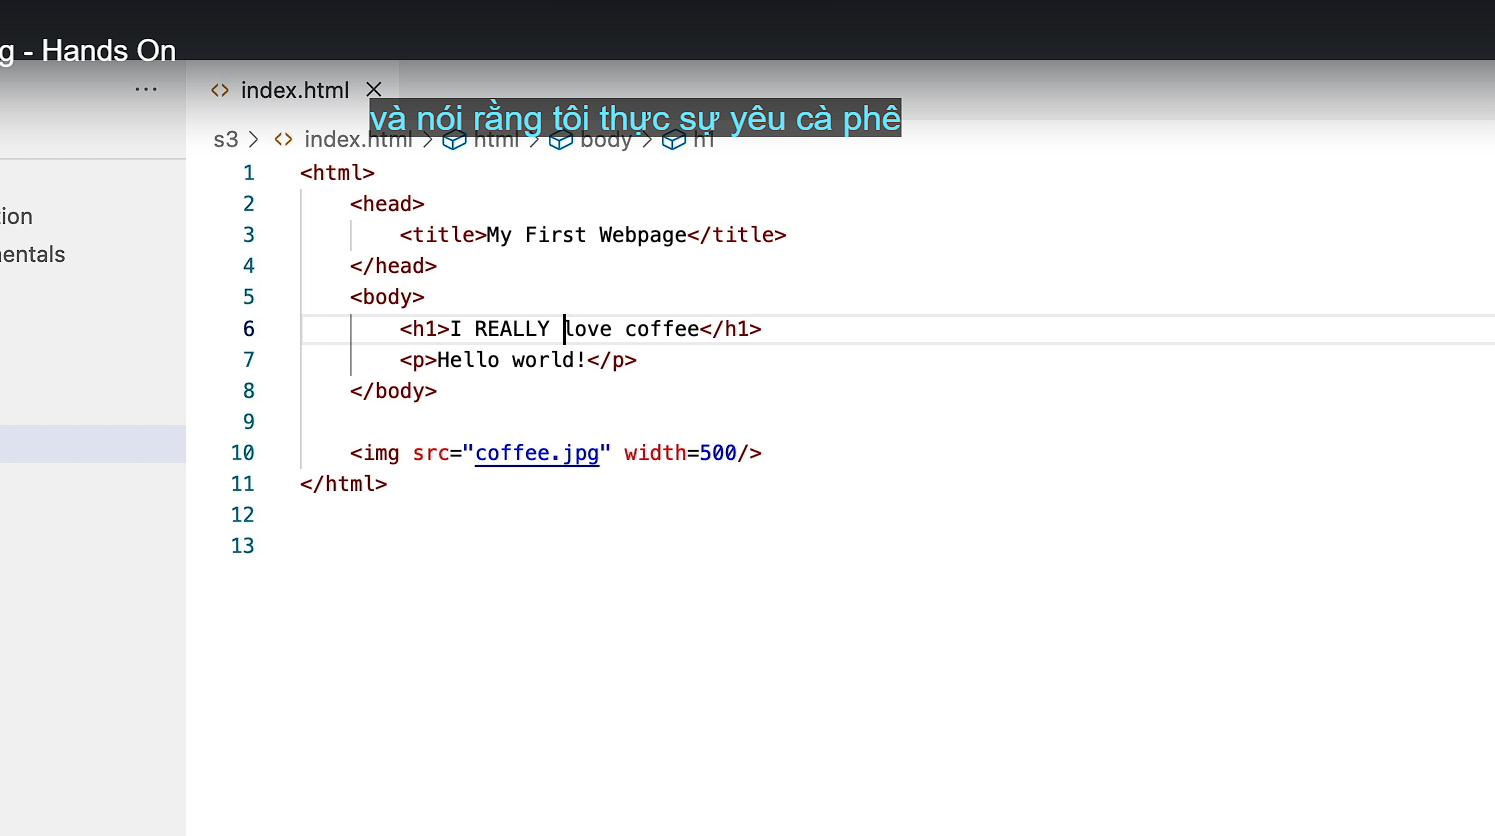 g - Hands On
... <> index.html ×
và nói rằng tôi thực sự yêu cà phê
s3 > <> index.html > html > body > h1
ion
entals
1 <html>
2 <head>
3 <title>My First Webpage</title>
4 </head>
5 <body>
6 <h1>I REALLY love coffee</h1>
7 <p>Hello world!</p>
8 </body>
9
10 <img src="coffee.jpg" width=500/>
11 </html>
12
13